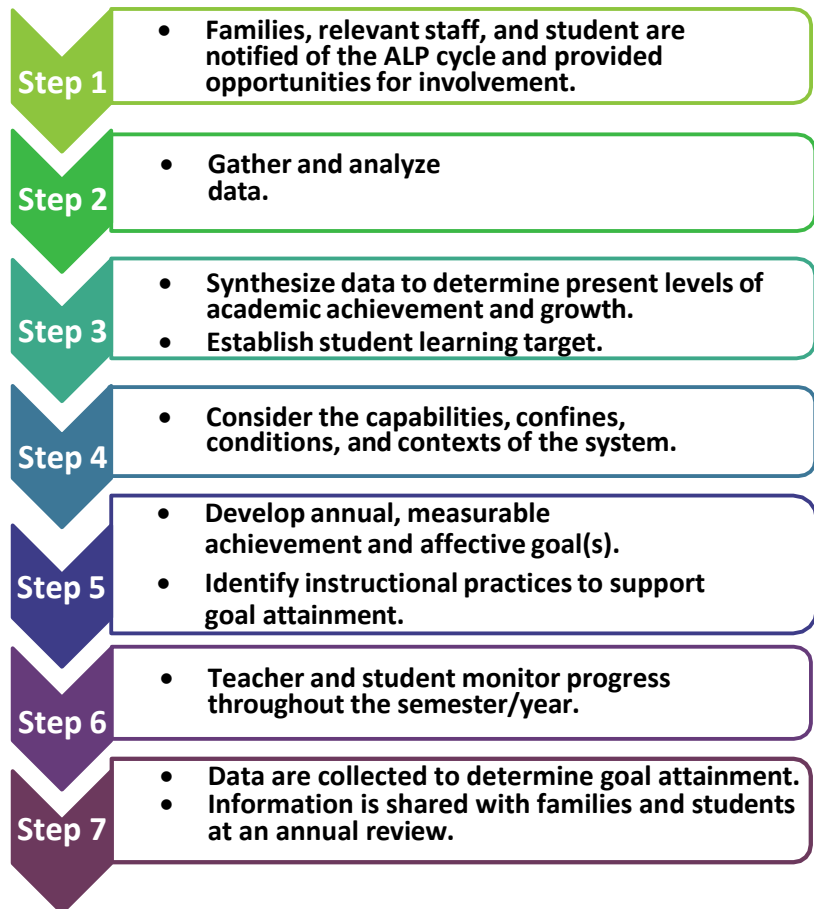 Step 1
• Families, relevant staff, and student are
notified of the ALP cycle and provided
opportunities for involvement.
Step 2
• Gather and analyze
data.
Step 3
• Synthesize data to determine present levels of
academic achievement and growth.
• Establish student learning target.
Step 4
• Consider the capabilities, confines,
conditions, and contexts of the system.
Step 5
• Develop annual, measurable
achievement and affective goal(s).
• Identify instructional practices to support
goal attainment.
Step 6
• Teacher and student monitor progress
throughout the semester/year.
Step 7
• Data are collected to determine goal attainment.
• Information is shared with families and students
at an annual review.